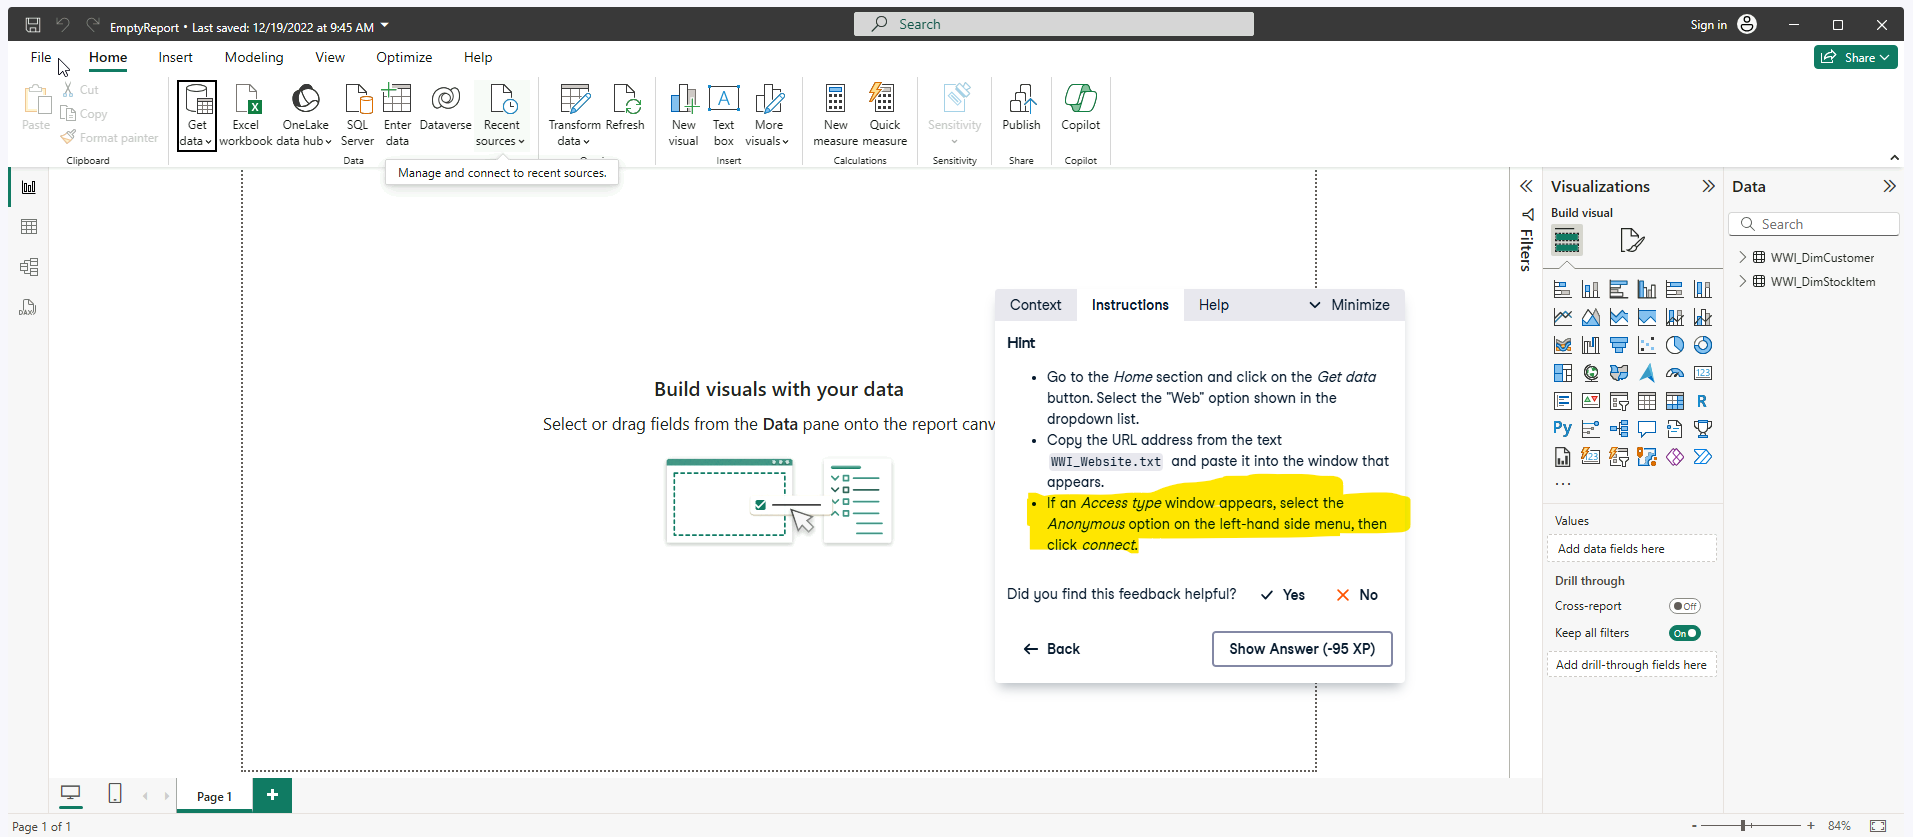 EmptyReport • Last saved: 12/19/2022 at 9:45 AM
Search
Sign in
File
Home
Insert
Modeling
View
Optimize
Help
Share
Paste
Cut
Copy
Format painter
Clipboard
Get data
Excel workbook
OneLake data hub
SQL Server
Enter data
Dataverse
Recent sources
Data
Transform data
Refresh
New visual
Text box
More visuals
Insert
New measure
Quick measure
Calculations
Sensitivity
Sensitivity
Publish
Share
Copilot
Copilot
Manage and connect to recent sources.
Build visuals with your data
Select or drag fields from the Data pane onto the report canv
Context
Instructions
Help
Minimize
Hint
• Go to the Home section and click on the Get data
button. Select the "Web" option shown in the
dropdown list.
• Copy the URL address from the text
WWI_Website.txt and paste it into the window that
appears.
• If an Access type window appears, select the
Anonymous option on the left-hand side menu, then
click connect.
Did you find this feedback helpful?
Yes
No
Back
Show Answer (-95 XP)
Filters
Visualizations
Build visual
123
R
Py
123
...
Values
Add data fields here
Drill through
Cross-report
Off
Keep all filters
On
Add drill-through fields here
Data
Search
WWI_DimCustomer
WWI_DimStockItem
DAX
Page 1
Page 1 of 1
- + 84%